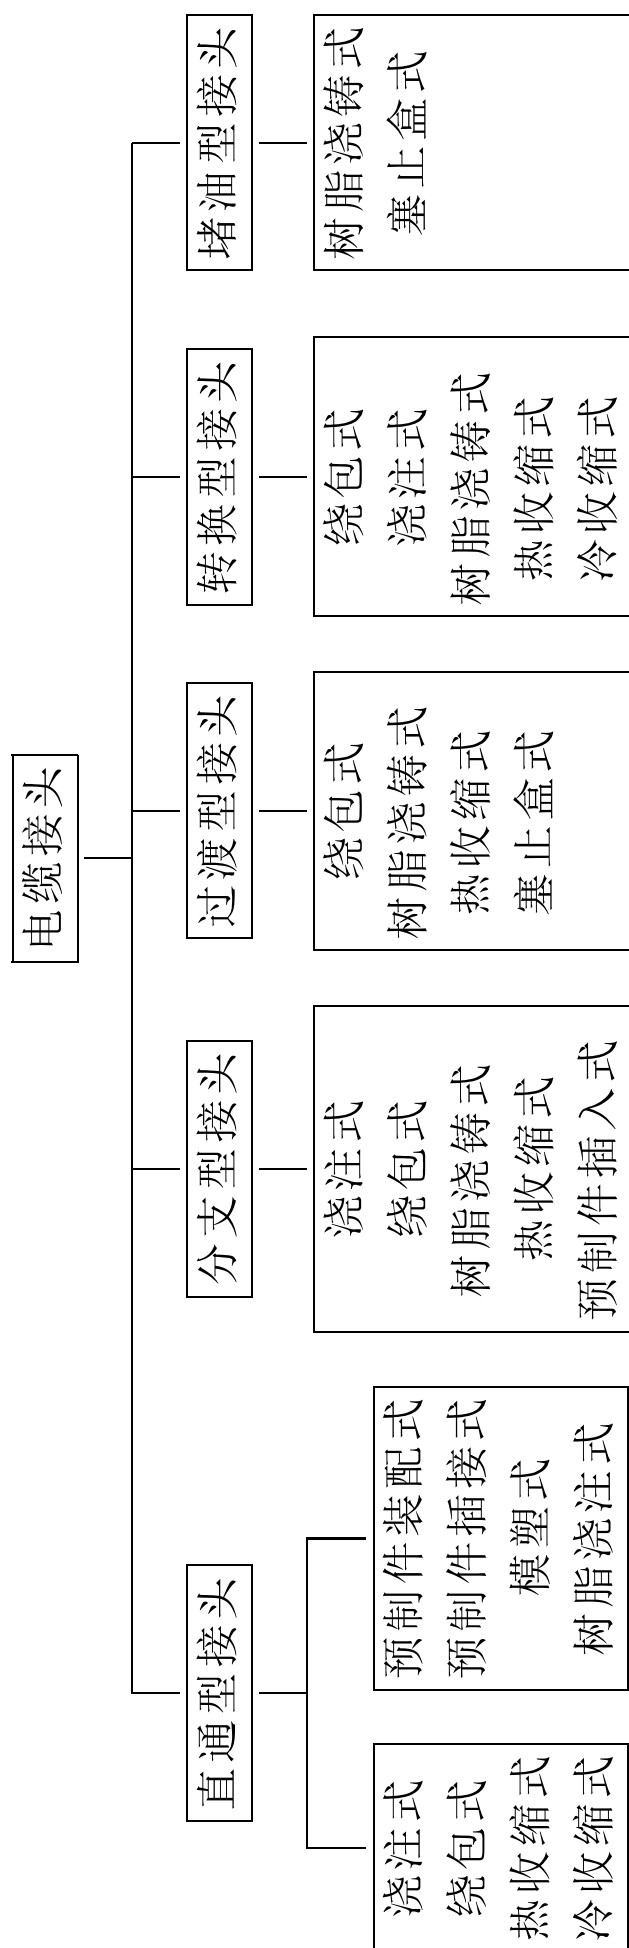 电缆接头
直通型接头
浇注式
绕包式
热收缩式
冷收缩式
预制件装配式
预制件插接式
模塑式
树脂浇注式
分支型接头
浇注式
绕包式
树脂浇铸式
热收缩式
预制件插入式
过渡型接头
绕包式
树脂浇铸式
热收缩式
塞止盒式
转换型接头
绕包式
浇注式
树脂浇铸式
热收缩式
冷收缩式
堵油型接头
树脂浇铸式
塞止盒式